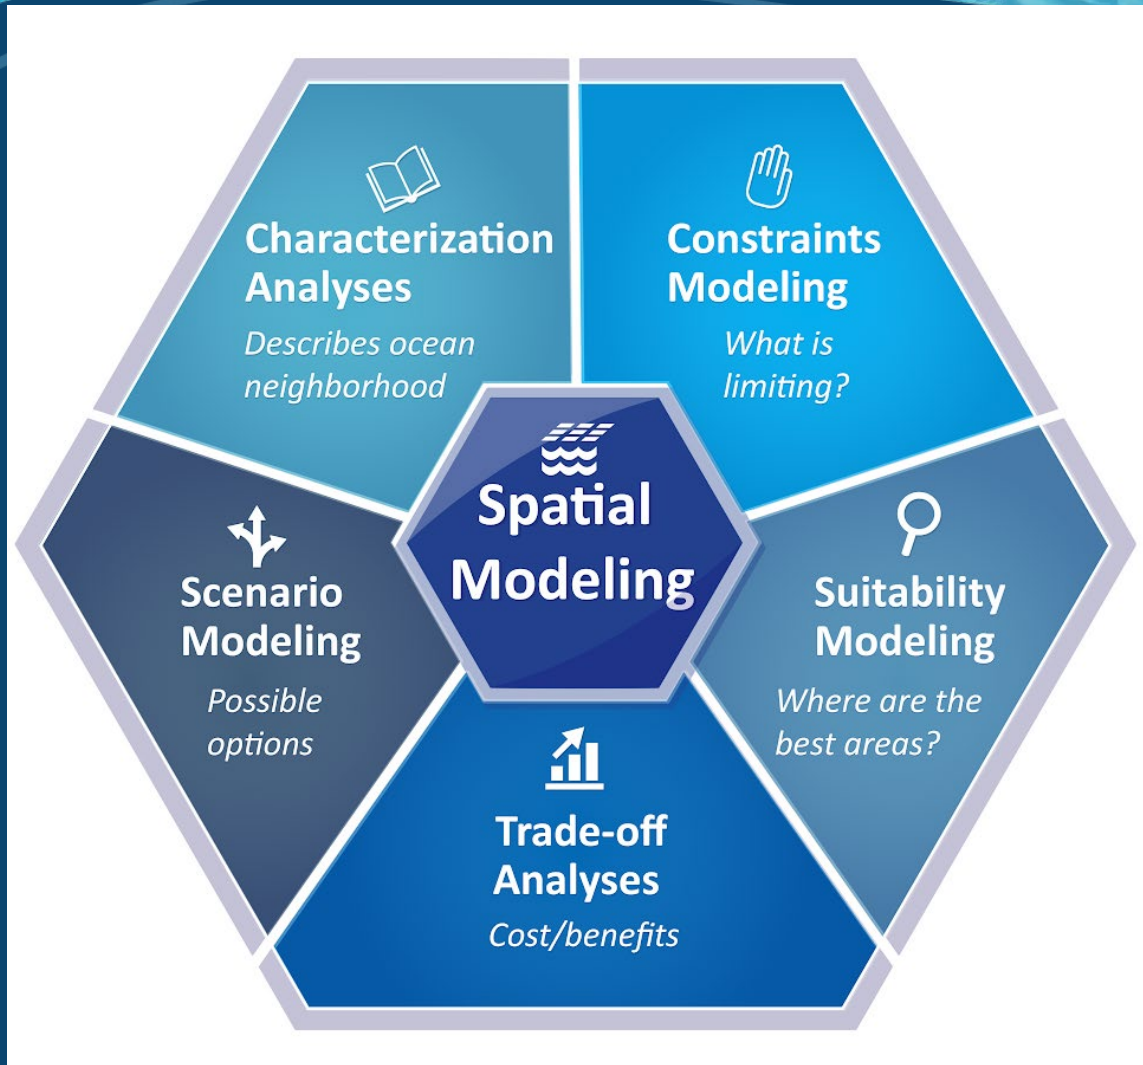 Characterization
Analyses
Describes ocean
neighborhood
Constraints
Modeling
What is
limiting?
Spatial
Modeling
Scenario
Modeling
Possible
options
Suitability
Modeling
Where are the
best areas?
Trade-off
Analyses
Cost/benefits